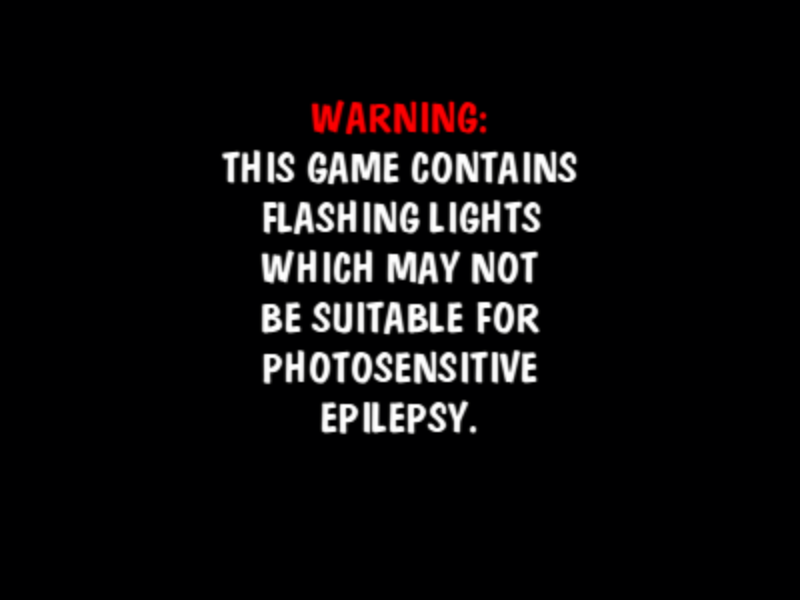 WARNING:
THIS GAME CONTAINS
FLASHING LIGHTS
WHICH MAY NOT
BE SUITABLE FOR
PHOTOSENSITIVE
EPILEPSY.